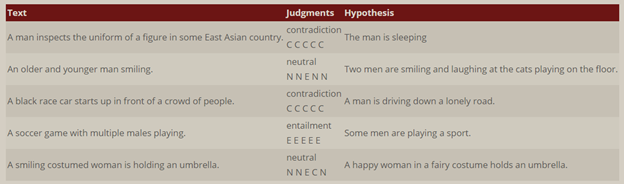 Text Judgments Hypothesis
A man inspects the uniform of a figure in some East Asian country. contradiction C C C C C The man is sleeping
An older and younger man smiling. neutral N N E N N Two men are smiling and laughing at the cats playing on the floor.
A black race car starts up in front of a crowd of people. contradiction C C C C C A man is driving down a lonely road.
A soccer game with multiple males playing. entailment E E E E E Some men are playing a sport.
A smiling costumed woman is holding an umbrella. neutral N N E C N A happy woman in a fairy costume holds an umbrella.